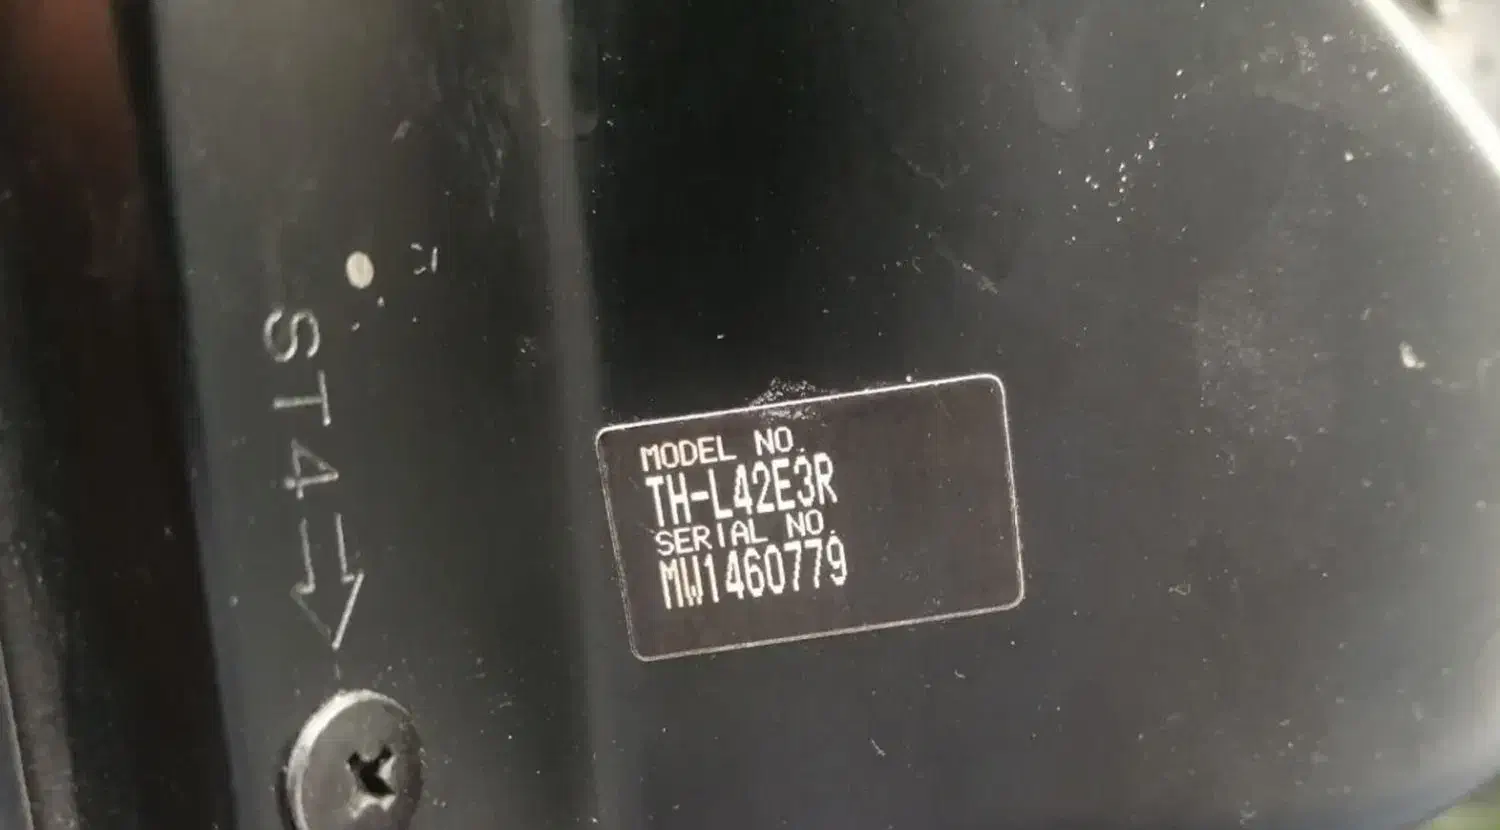 ST4
MODEL NO.
TH-L42E3R
SERIAL NO.
MW1460779